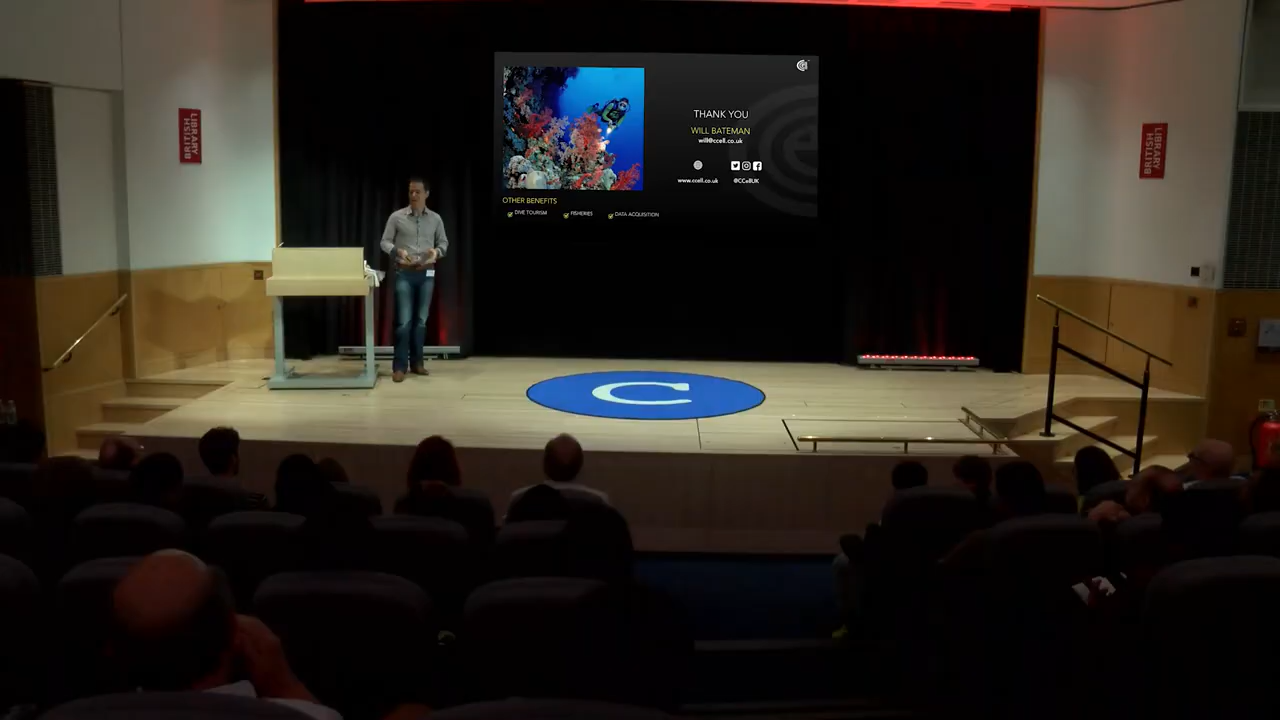 THANK YOU
WILL BATEMAN
will@ccell.co.uk
www.ccell.co.uk
@CCellUK
OTHER BENEFITS
DIVE TOURISM
FISHERIES
DATA ACQUISITION
BRITISH
LIBRARY
BRITISH
LIBRARY
C